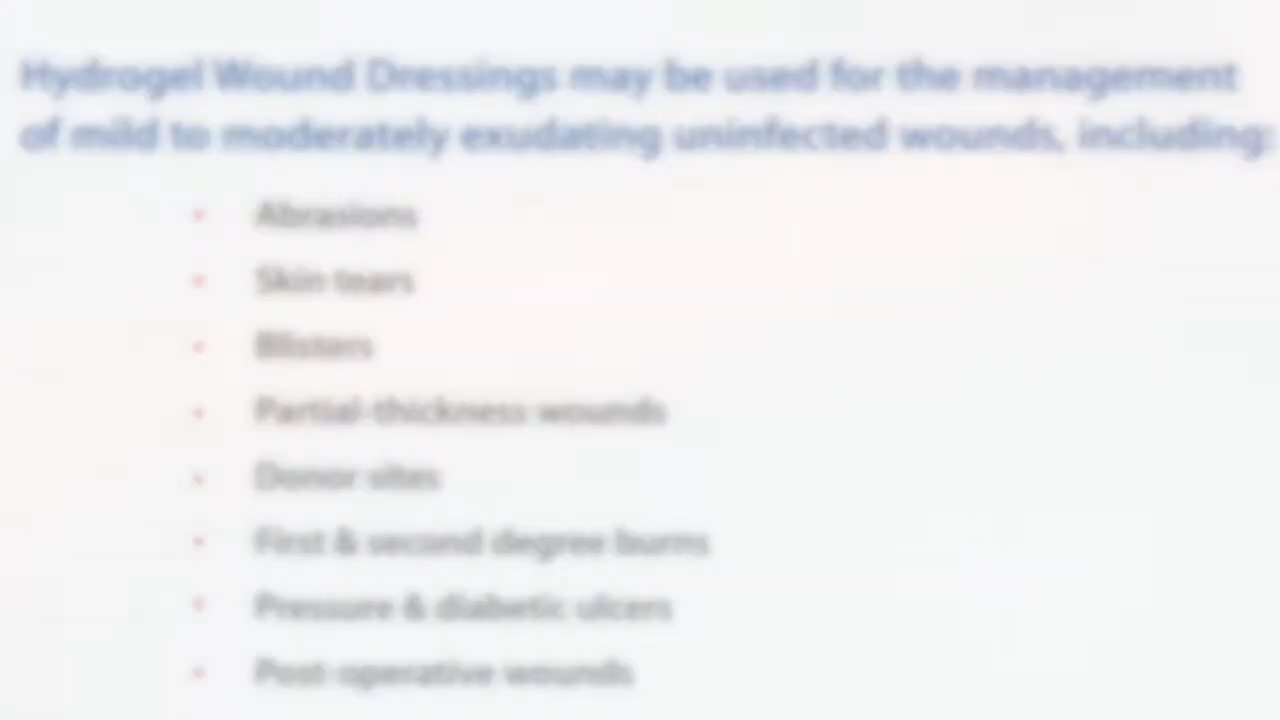 Hydrogel Wound Dressings may be used for the management
of mild to moderately exudating uninfected wounds, including:
• Abrasions
• Skin tears
• Blisters
• Partial-thickness wounds
• Donor sites
• First & second degree burns
• Pressure & diabetic ulcers
• Post-operative wounds